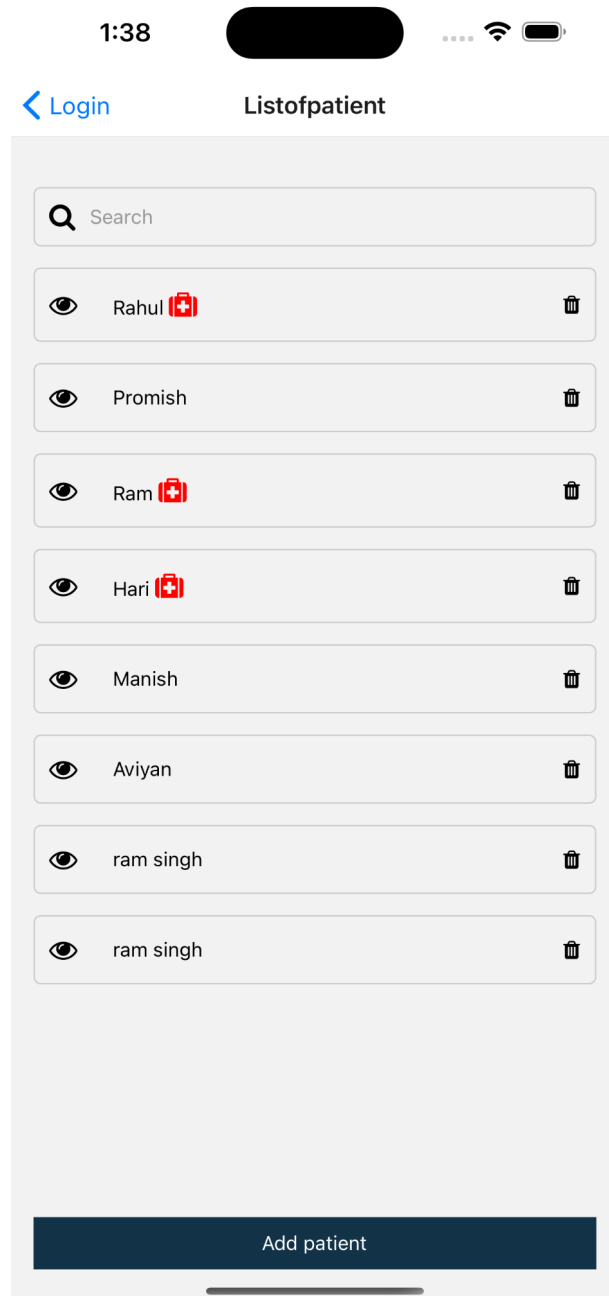 1:38
Login
Listofpatient
Search
Rahul
Promish
Ram
Hari
Manish
Aviyan
ram singh
ram singh
Add patient